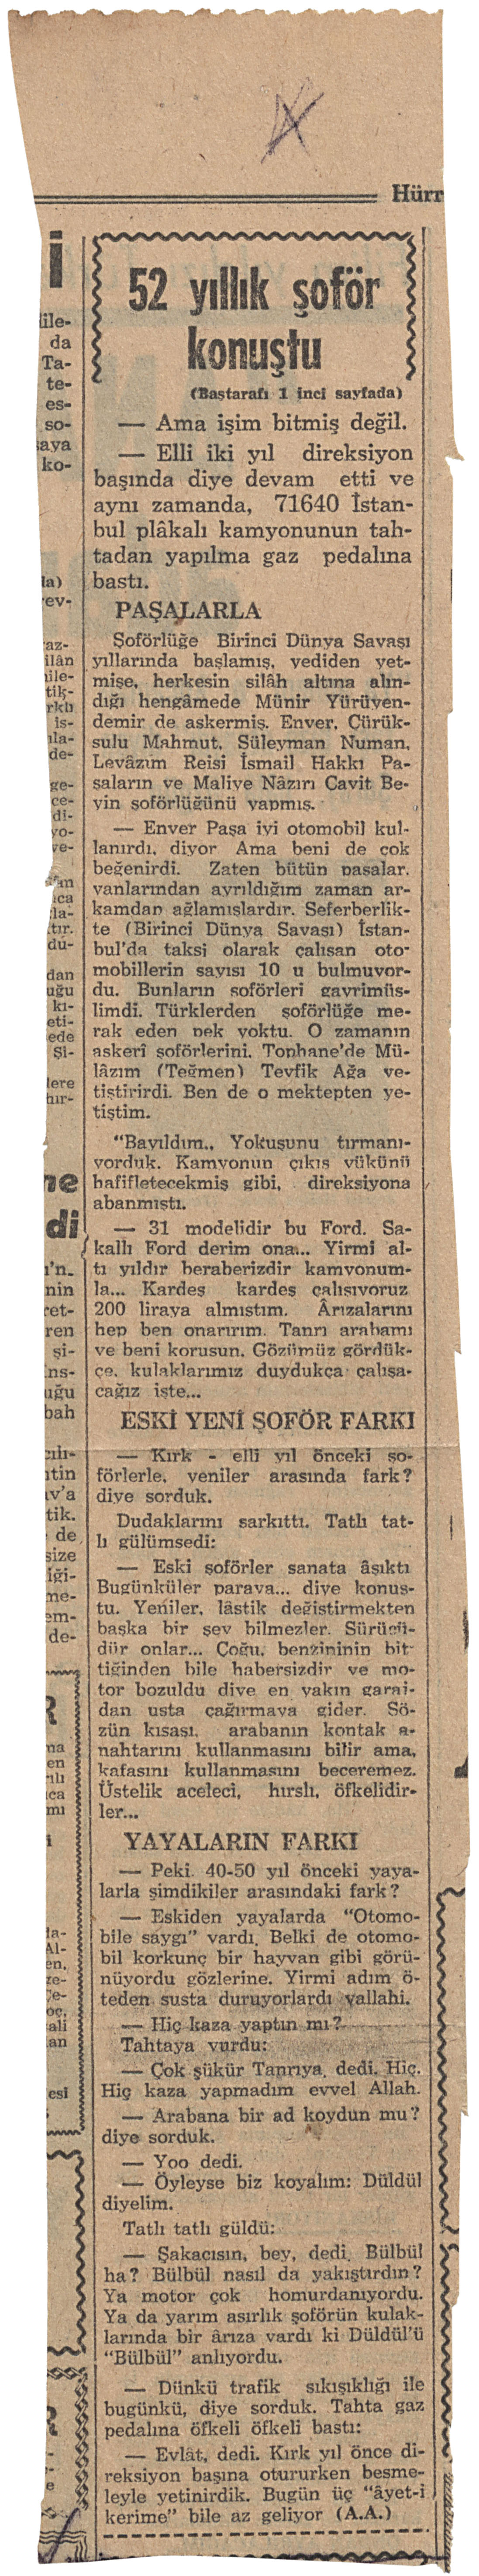 Hürr
52 yıllık şoför
konuştu
(Baştarafı 1 inci sayfada)
— Ama işim bitmiş değil.
— Elli iki yıl direksiyon
başında diye devam etti ve
aynı zamanda, 71640 İstan-
bul plâkalı kamyonunun tah-
tadan yapılma gaz pedalına
bastı.
PAŞALARLA
Şoförlüğe Birinci Dünya Savaşı
yıllarında başlamış, yediden yet-
mişe, herkesin silâh altına alın-
dığı hengâmede Münir Yürüyen-
demir de askermiş. Enver, Çürük-
sulu Mahmut, Süleyman Numan,
Levâzım Reisi İsmail Hakkı Pa-
şaların ve Maliye Nâzırı Cavit Be-
yin şoförlüğünü yapmış.
— Enver Paşa iyi otomobil kul-
lanırdı, diyor Ama beni de çok
beğenirdi. Zaten bütün paşalar,
yanlarından ayrıldığım zaman ar-
kamdan ağlamışlardır. Seferberlik-
te (Birinci Dünya Savaşı) İstan-
bul'da taksi olarak çalışan oto-
mobillerin sayısı 10 u bulmuyor-
du. Bunların şoförleri gayrimüs-
limdi. Türklerden şoförlüğe me-
rak eden pek yoktu. O zamanın
askerî şoförlerini, Tophane'de Mü-
lâzım (Teğmen) Tevfik Ağa ye-
tiştirirdi. Ben de o mektepten ye-
tiştim.
"Bayıldım,, Yokuşunu tırmanı-
yorduk. Kamyonun çıkış yükünü
hafifletecekmiş gibi, direksiyona
abanmıştı.
— 31 modelidir bu Ford. Sa-
kallı Ford derim ona... Yirmi al-
tı yıldır beraberizdir kamyonum-
la... Kardeş kardeş çalışıyoruz
200 liraya almıştım. Ârızalarını
hep ben onarırım. Tanrı arabamı
ve beni korusun. Gözümüz gördük-
çe, kulaklarımız duydukça çalışa-
cağız işte...
ESKİ YENİ ŞOFÖR FARKI
— Kırk - elli yıl önceki şo-
förlerle, yeniler arasında fark?
diye sorduk.
Dudaklarını sarkıttı. Tatlı tat-
lı gülümsedi:
— Eski şoförler sanata âşıktı
Bugünküler paraya... diye konuş-
tu. Yeniler, lâstik değiştirmekten
başka bir şey bilmezler. Sürücü-
dür onlar... Çoğu, benzininin bit-
tiğinden bile habersizdir ve mo-
tor bozuldu diye en yakın garaj-
dan usta çağırmaya gider. Sö-
zün kısası, arabanın kontak a-
nahtarını kullanmasını bilir ama,
kafasını kullanmasını beceremez.
Üstelik aceleci, hırslı, öfkelidir-
ler...
YAYALARIN FARKI
— Peki. 40-50 yıl önceki yaya-
larla şimdikiler arasındaki fark?
— Eskiden yayalarda "Otomo-
bile saygı" vardı. Belki de otomo-
bil korkunç bir hayvan gibi görü-
nüyordu gözlerine. Yirmi adım ö-
teden susta duruyorlardı vallahi.
— Hiç kaza yaptın mı?
Tahtaya vurdu:
— Çok şükür Tanrıya, dedi. Hiç.
Hiç kaza yapmadım evvel Allah.
— Arabana bir ad koydun mu?
diye sorduk.
— Yoo dedi.
— Öyleyse biz koyalım: Düldül
diyelim.
Tatlı tatlı güldü:
— Şakacısın, bey, dedi. Bülbül
ha? Bülbül nasıl da yakıştırdın?
Ya motor çok homurdanıyordu.
Ya da yarım asırlık şoförün kulak-
larında bir ârıza vardı ki Düldül'ü
"Bülbül" anlıyordu.
— Dünkü trafik sıkışıklığı ile
bugünkü, diye sorduk. Tahta gaz
pedalına öfkeli öfkeli bastı:
— Evlât, dedi. Kırk yıl önce di-
reksiyon başına otururken besme-
leyle yetinirdik. Bugün üç "âyet-i
kerime" bile az geliyor (A.A.)